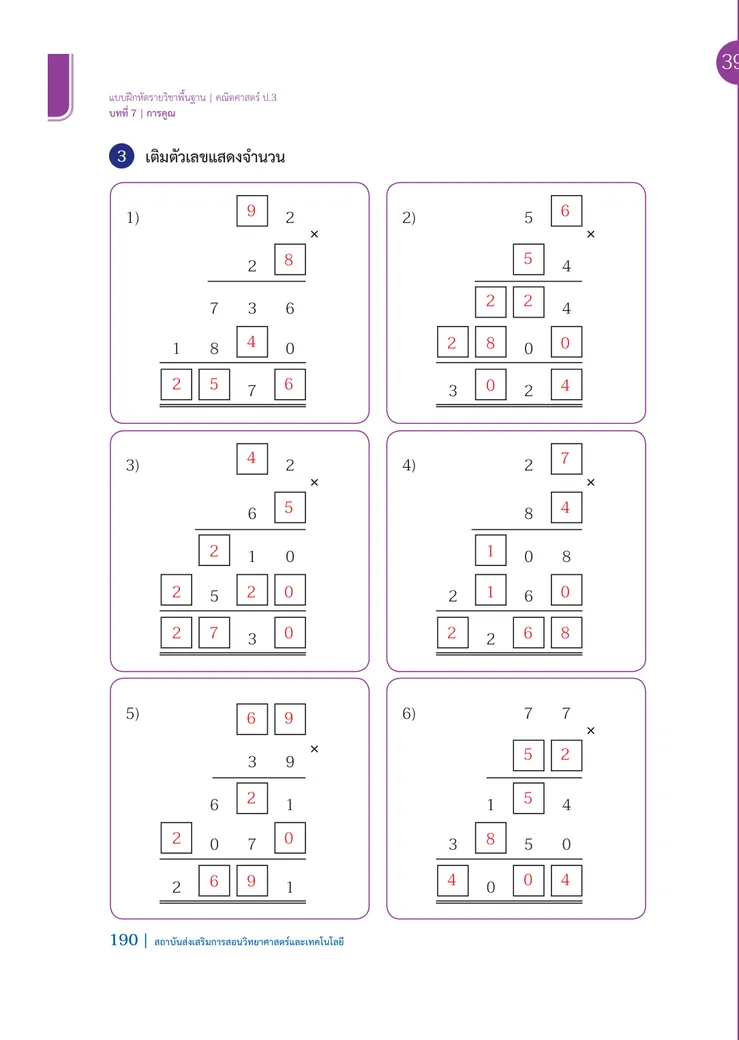 39
แบบฝึกหัดรายวิชาพื้นฐาน | คณิตศาสตร์ ป.3
บทที่ 7 | การคูณ
3 เติมตัวเลขแสดงจำนวน
1)
9 2
×
2 8
7 3 6
1 8 4 0
2 5 7 6
2)
5 6
×
5 4
2 2 4
2 8 0 0
3 0 2 4
3)
4 2
×
6 5
2 1 0
2 5 2 0
2 7 3 0
4)
2 7
×
8 4
1 0 8
2 1 6 0
2 2 6 8
5)
6 9
×
3 9
6 2 1
2 0 7 0
2 6 9 1
6)
7 7
×
5 2
1 5 4
3 8 5 0
4 0 0 4
190 | สถาบันส่งเสริมการสอนวิทยาศาสตร์และเทคโนโลยี